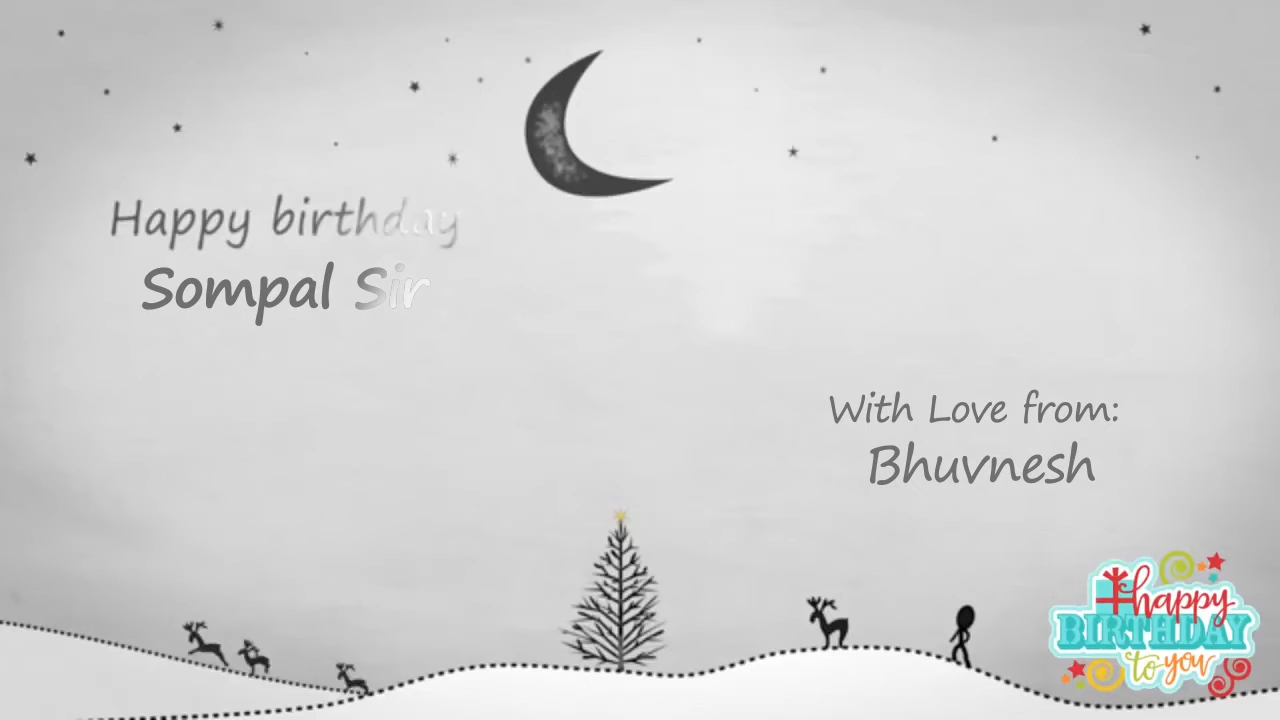 Happy birthday
Sompal Sir
With Love from:
Bhuvnesh
happy
BIRTHDAY
to you